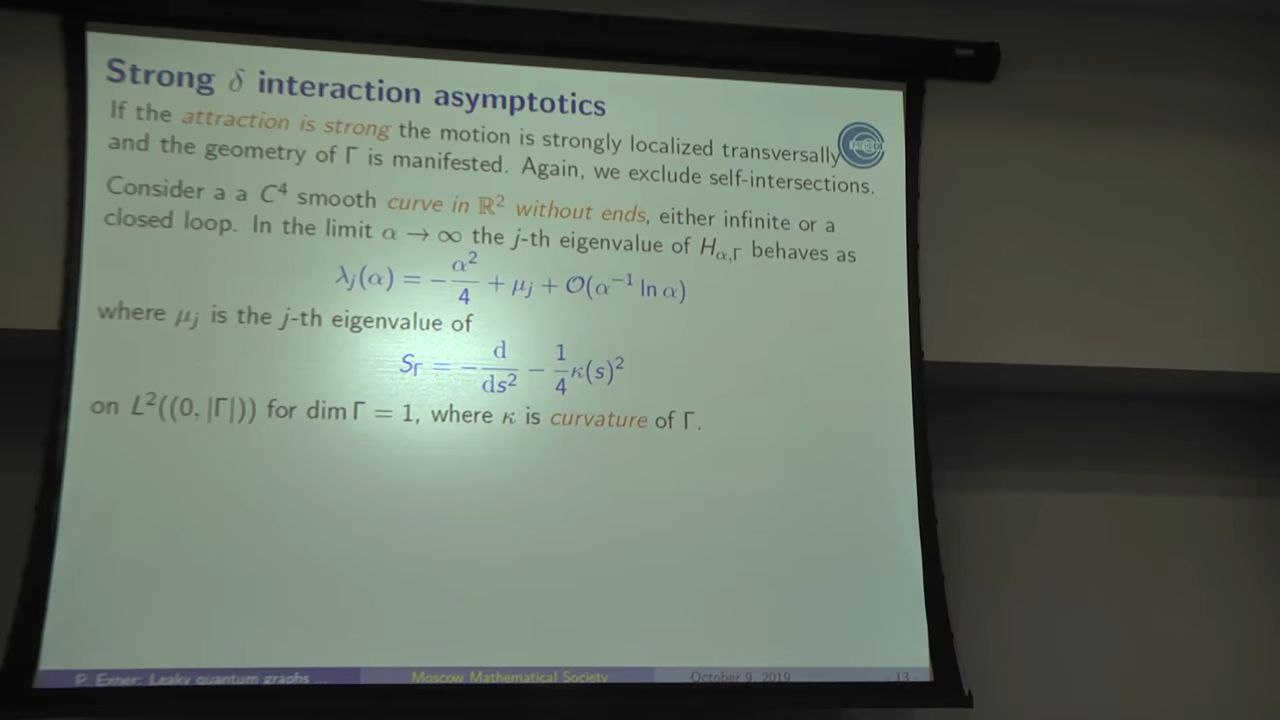 Strong δ interaction asymptotics
If the attraction is strong the motion is strongly localized transversally
and the geometry of Γ is manifested. Again, we exclude self-intersections.
Consider a a C⁴ smooth curve in ℝ² without ends, either infinite or a
closed loop. In the limit α → ∞ the j-th eigenvalue of H_{α,Γ} behaves as
λ_j(α) = −α²/4 + μ_j + O(α⁻¹ ln α)
where μ_j is the j-th eigenvalue of
S_Γ = −d/ds² − 1/4 κ(s)²
on L²((0, |Γ|)) for dim Γ = 1, where κ is curvature of Γ.
P. Exner: Leaky quantum graphs ... Moscow Mathematical Society October 9, 2019 - 13 -